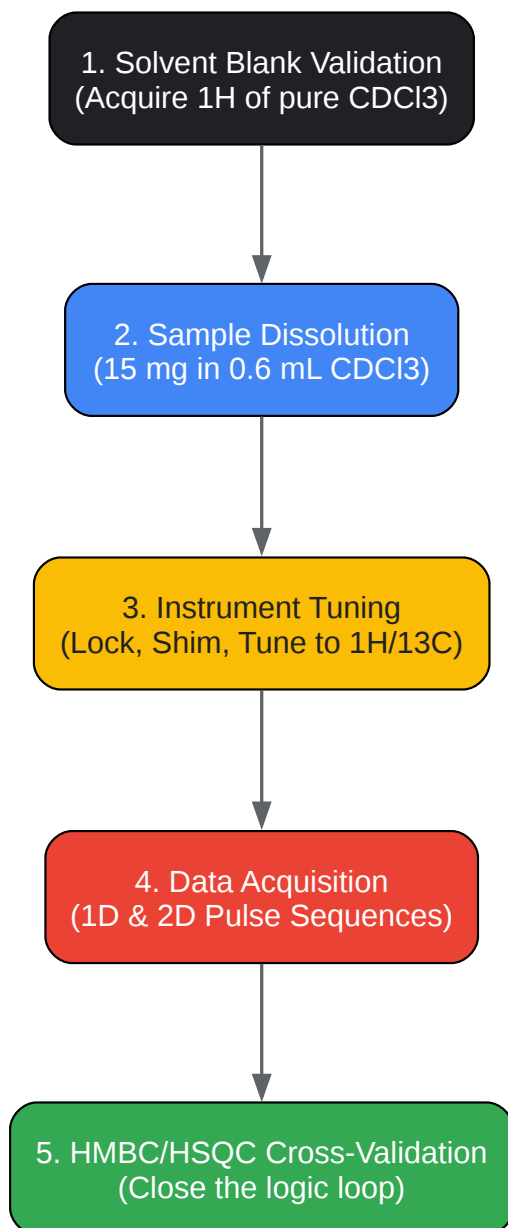 1. Solvent Blank Validation
(Acquire 1H of pure CDCl3)
2. Sample Dissolution
(15 mg in 0.6 mL CDCl3)
3. Instrument Tuning
(Lock, Shim, Tune to 1H/13C)
4. Data Acquisition
(1D & 2D Pulse Sequences)
5. HMBC/HSQC Cross-Validation
(Close the logic loop)